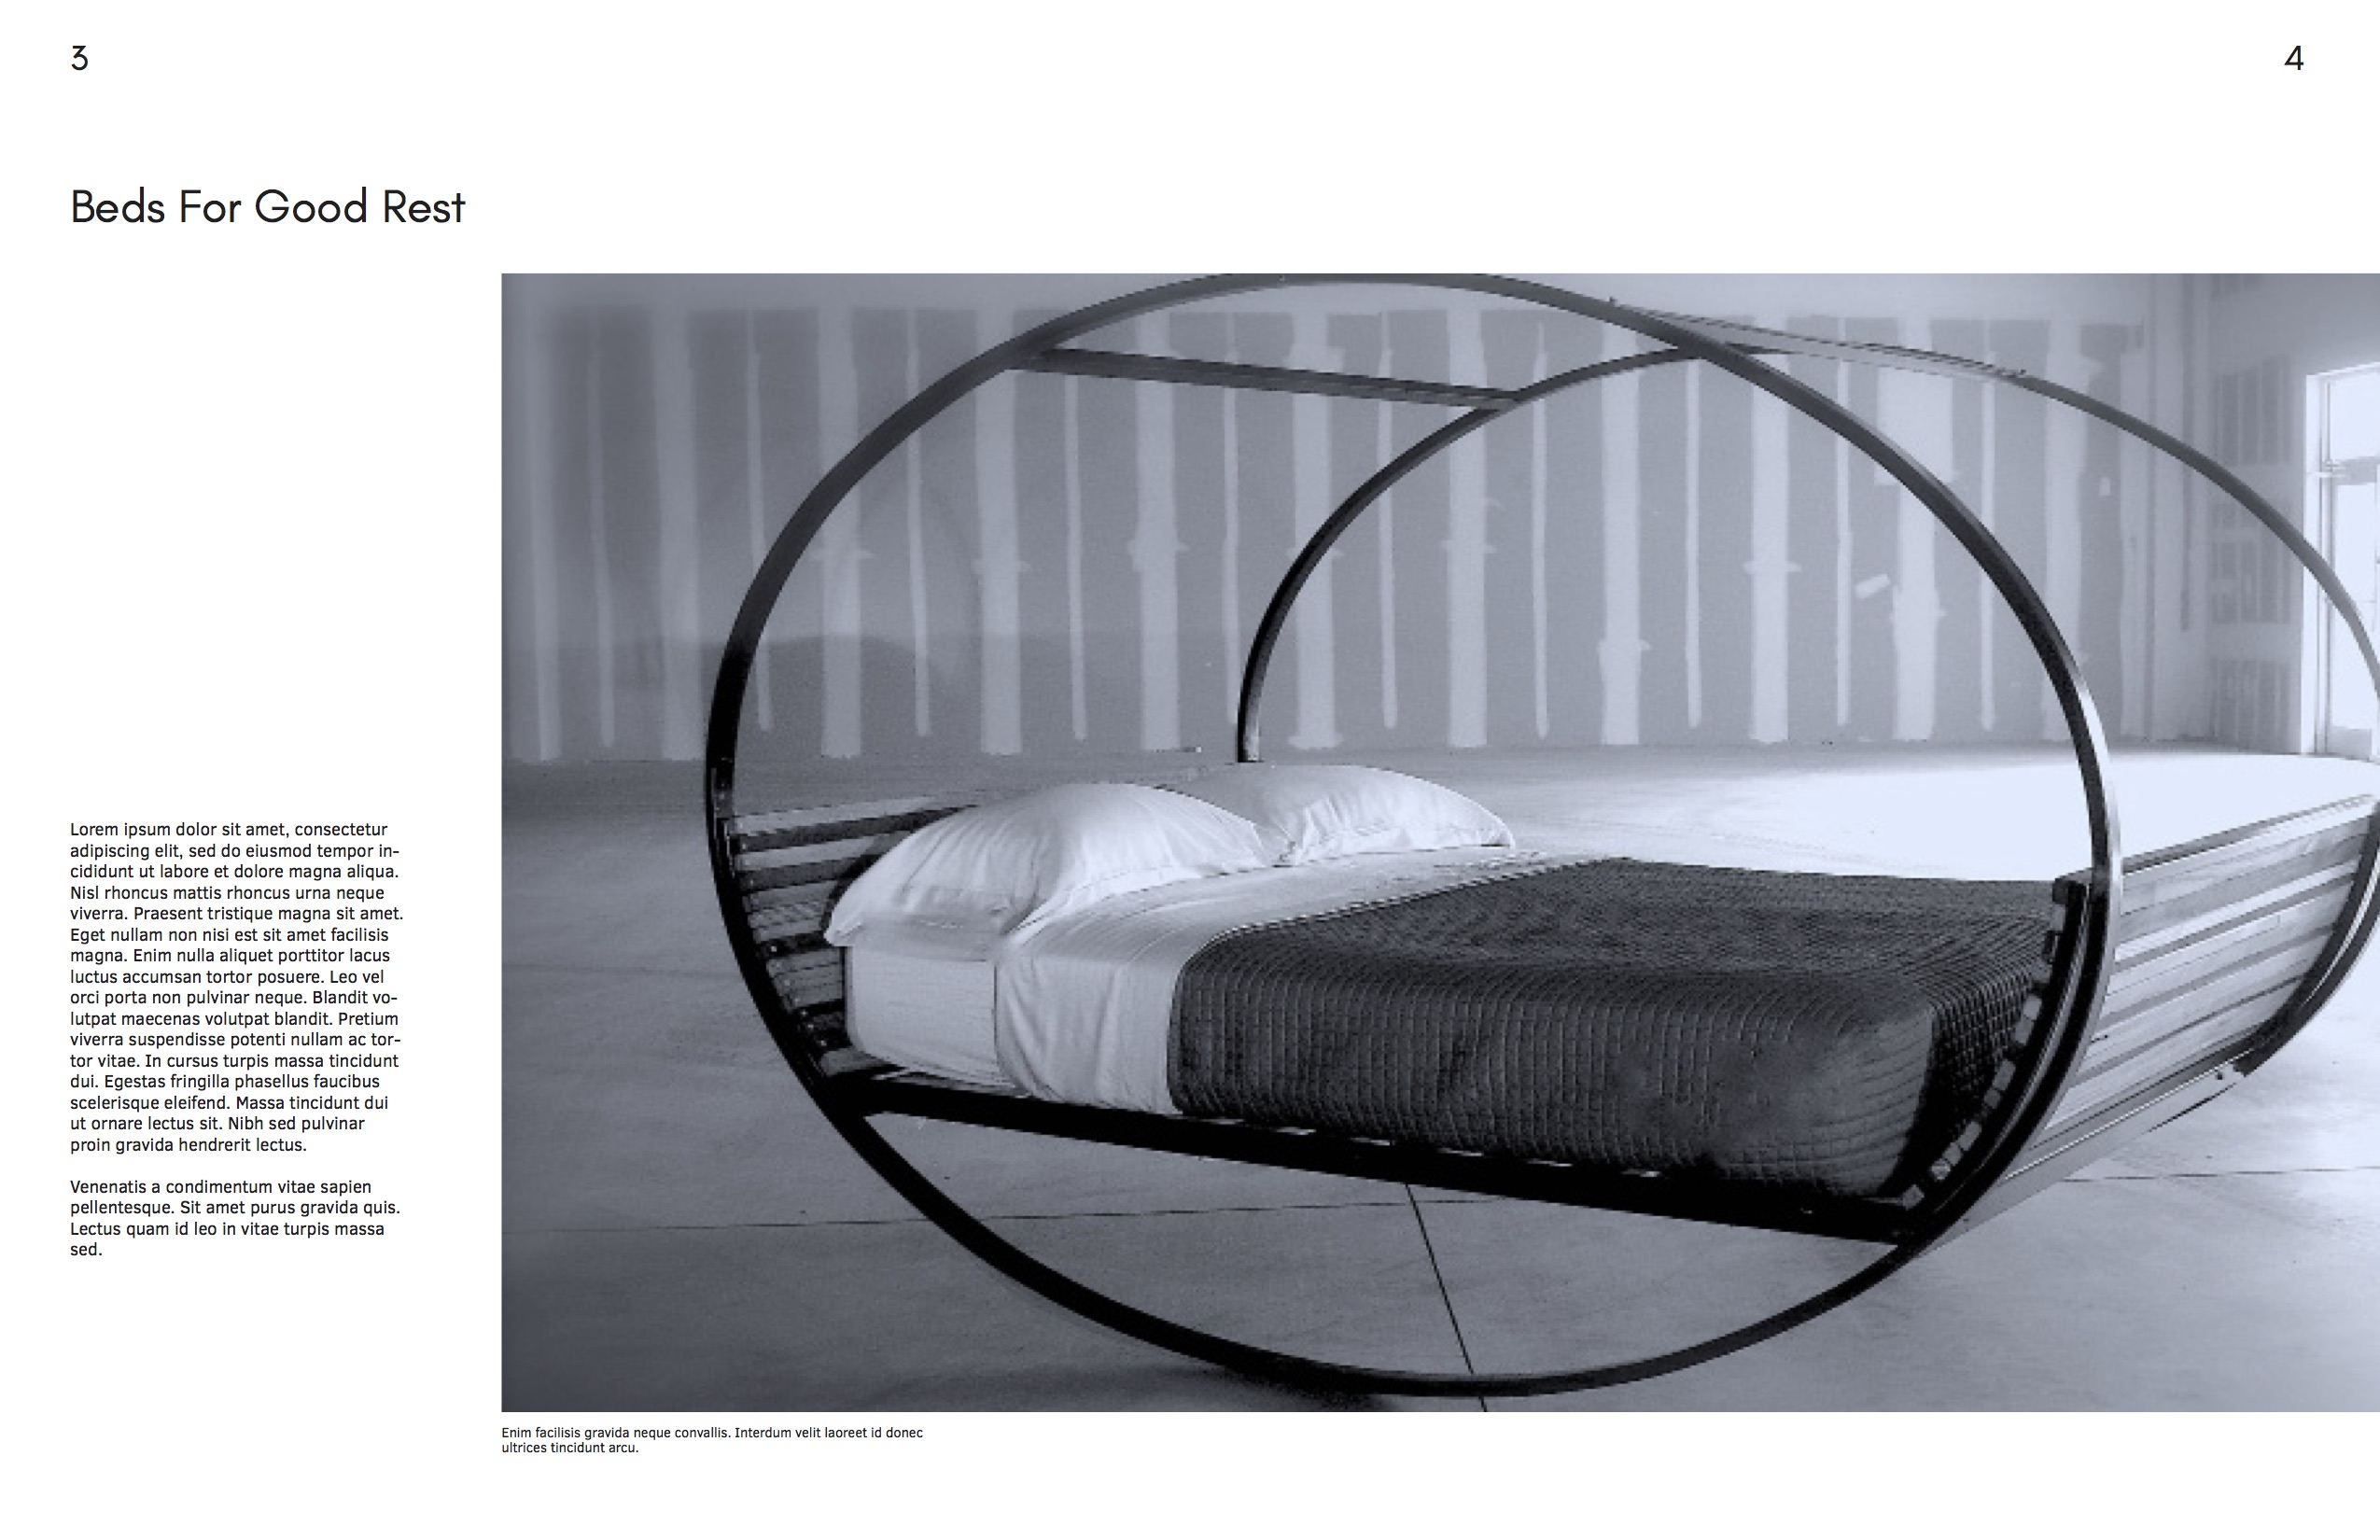 3
4
Beds For Good Rest
Lorem ipsum dolor sit amet, consectetur
adipiscing elit, sed do eiusmod tempor in-
cididunt ut labore et dolore magna aliqua.
Nisl rhoncus mattis rhoncus urna neque
viverra. Praesent tristique magna sit amet.
Eget nullam non nisi est sit amet facilisis
magna. Enim nulla aliquet porttitor lacus
luctus accumsan tortor posuere. Leo vel
orci porta non pulvinar neque. Blandit vo-
lutpat maecenas volutpat blandit. Pretium
viverra suspendisse potenti nullam ac tor-
tor vitae. In cursus turpis massa tincidunt
dui. Egestas fringilla phasellus faucibus
scelerisque eleifend. Massa tincidunt dui
ut ornare lectus sit. Nibh sed pulvinar
proin gravida hendrerit lectus.
Venenatis a condimentum vitae sapien
pellentesque. Sit amet purus gravida quis.
Lectus quam id leo in vitae turpis massa
sed.
Enim facilisis gravida neque convallis. Interdum velit laoreet id donec
ultrices tincidunt arcu.